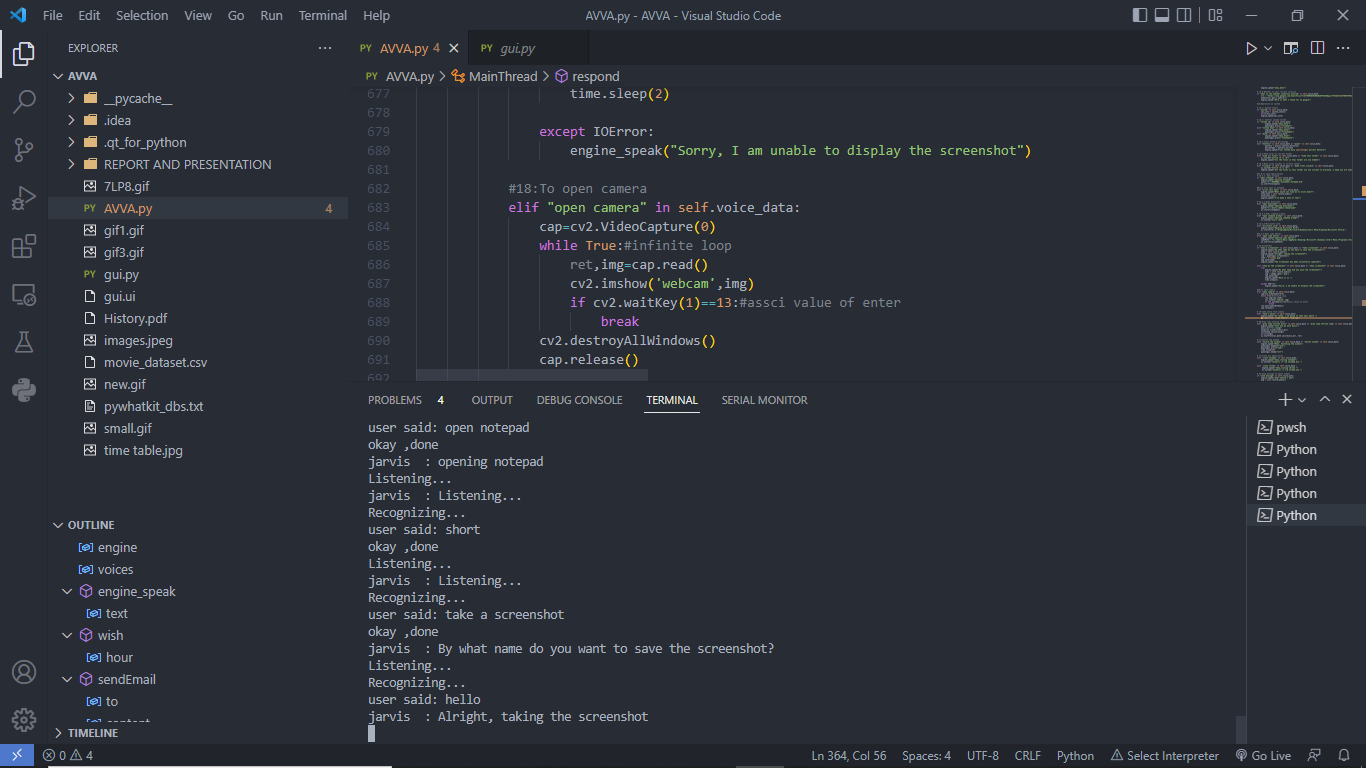 File Edit Selection View Go Run Terminal Help
AVVA.py - AVVA - Visual Studio Code
EXPLORER
AVVA
__pycache__
.idea
.qt_for_python
REPORT AND PRESENTATION
7LP8.gif
AVVA.py 4
gif1.gif
gif3.gif
gui.py
gui.ui
History.pdf
images.jpeg
movie_dataset.csv
new.gif
pywhatkit_dbs.txt
small.gif
time table.jpg
OUTLINE
engine
voices
engine_speak
text
wish
hour
sendEmail
to
content
TIMELINE
PY AVVA.py 4
PY gui.py
PY AVVA.py > MainThread > respond
677 time.sleep(2)
678
679 except IOError:
680 engine_speak("Sorry, I am unable to display the screenshot")
681
682 #18:To open camera
683 elif "open camera" in self.voice_data:
684 cap=cv2.VideoCapture(0)
685 while True:#infinite loop
686 ret,img=cap.read()
687 cv2.imshow('webcam',img)
688 if cv2.waitKey(1)==13:#assci value of enter
689 break
690 cv2.destroyAllWindows()
691 cap.release()
692
PROBLEMS 4 OUTPUT DEBUG CONSOLE TERMINAL SERIAL MONITOR
user said: open notepad
okay ,done
jarvis  : opening notepad
Listening...
jarvis  : Listening...
Recognizing...
user said: short
okay ,done
Listening...
jarvis  : Listening...
Recognizing...
user said: take a screenshot
okay ,done
jarvis  : By what name do you want to save the screenshot?
Listening...
Recognizing...
user said: hello
jarvis  : Alright, taking the screenshot
pwsh
Python
Python
Python
Python
0 4
Ln 364, Col 56 Spaces: 4 UTF-8 CRLF Python Select Interpreter Go Live